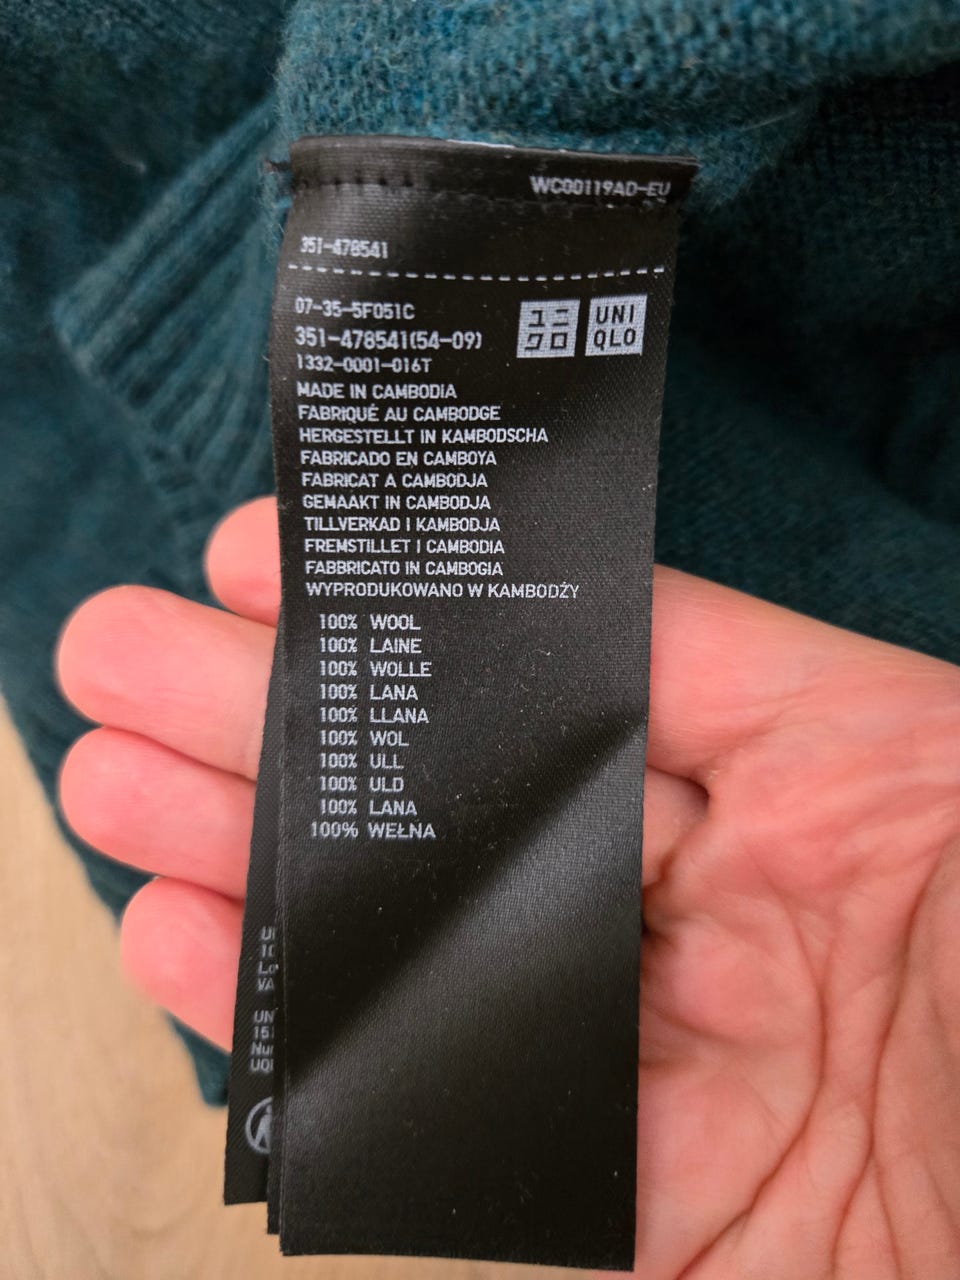 WC00119AD-EU
351-478541
07-35-5F051C
351-478541(54-09)
1332-0001-016T
ユニ
クロ
UNI
QLO
MADE IN CAMBODIA
FABRIQUÉ AU CAMBODGE
HERGESTELLT IN KAMBODSCHA
FABRICADO EN CAMBOYA
FABRICAT A CAMBODJA
GEMAAKT IN CAMBODJA
TILLVERKAD I KAMBODJA
FREMSTILLET I CAMBODIA
FABBRICATO IN CAMBOGIA
WYPRODUKOWANO W KAMBODŻY
100% WOOL
100% LAINE
100% WOLLE
100% LANA
100% LLANA
100% WOL
100% ULL
100% ULD
100% LANA
100% WEŁNA